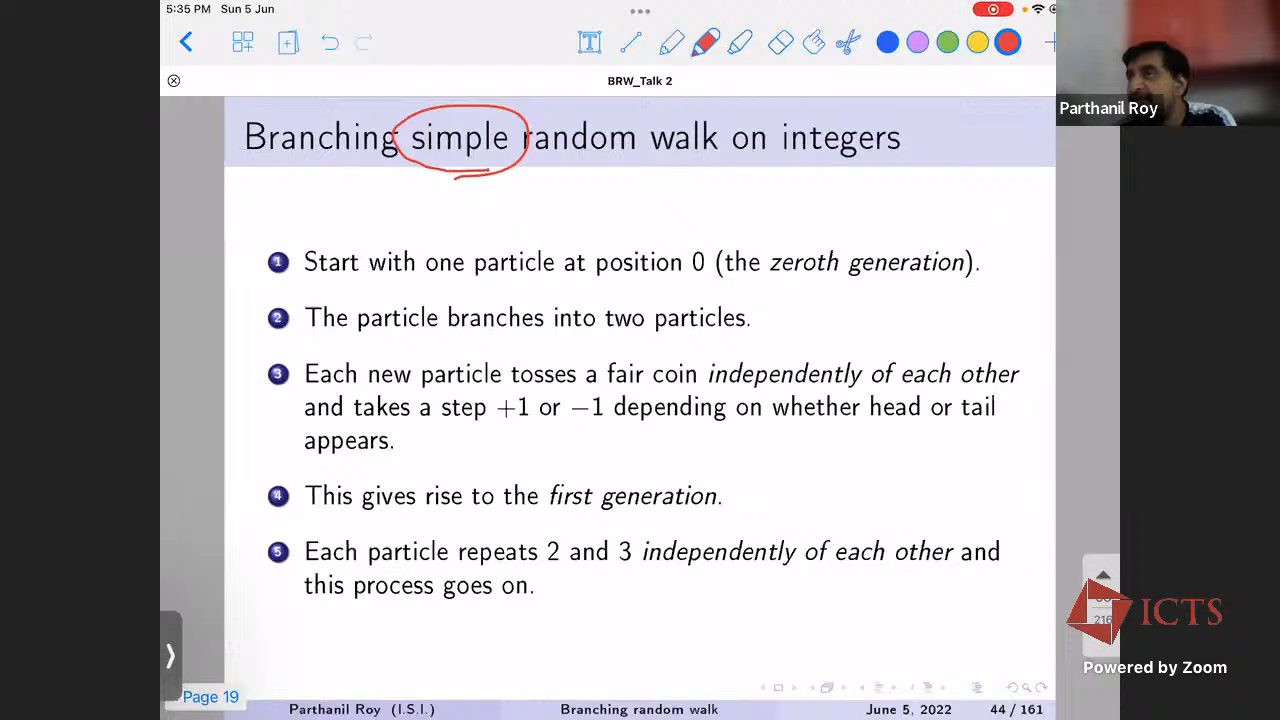 5:35 PM Sun 5 Jun
BRW_Talk 2
Parthanil Roy
Branching simple random walk on integers
1 Start with one particle at position 0 (the zeroth generation).
2 The particle branches into two particles.
3 Each new particle tosses a fair coin independently of each other
and takes a step +1 or −1 depending on whether head or tail
appears.
4 This gives rise to the first generation.
5 Each particle repeats 2 and 3 independently of each other and
this process goes on.
216
ICTS
Powered by Zoom
Page 19
Parthanil Roy (I.S.I.) Branching random walk June 5, 2022 44 / 161